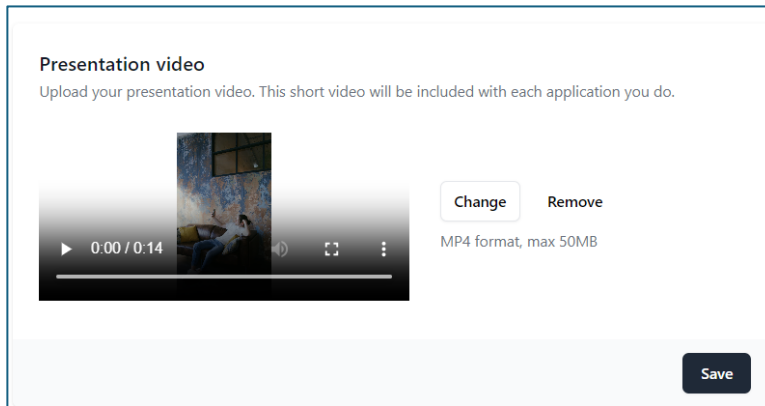 Presentation video
Upload your presentation video. This short video will be included with each application you do.
Change
Remove
0:00 / 0:14
MP4 format, max 50MB
Save